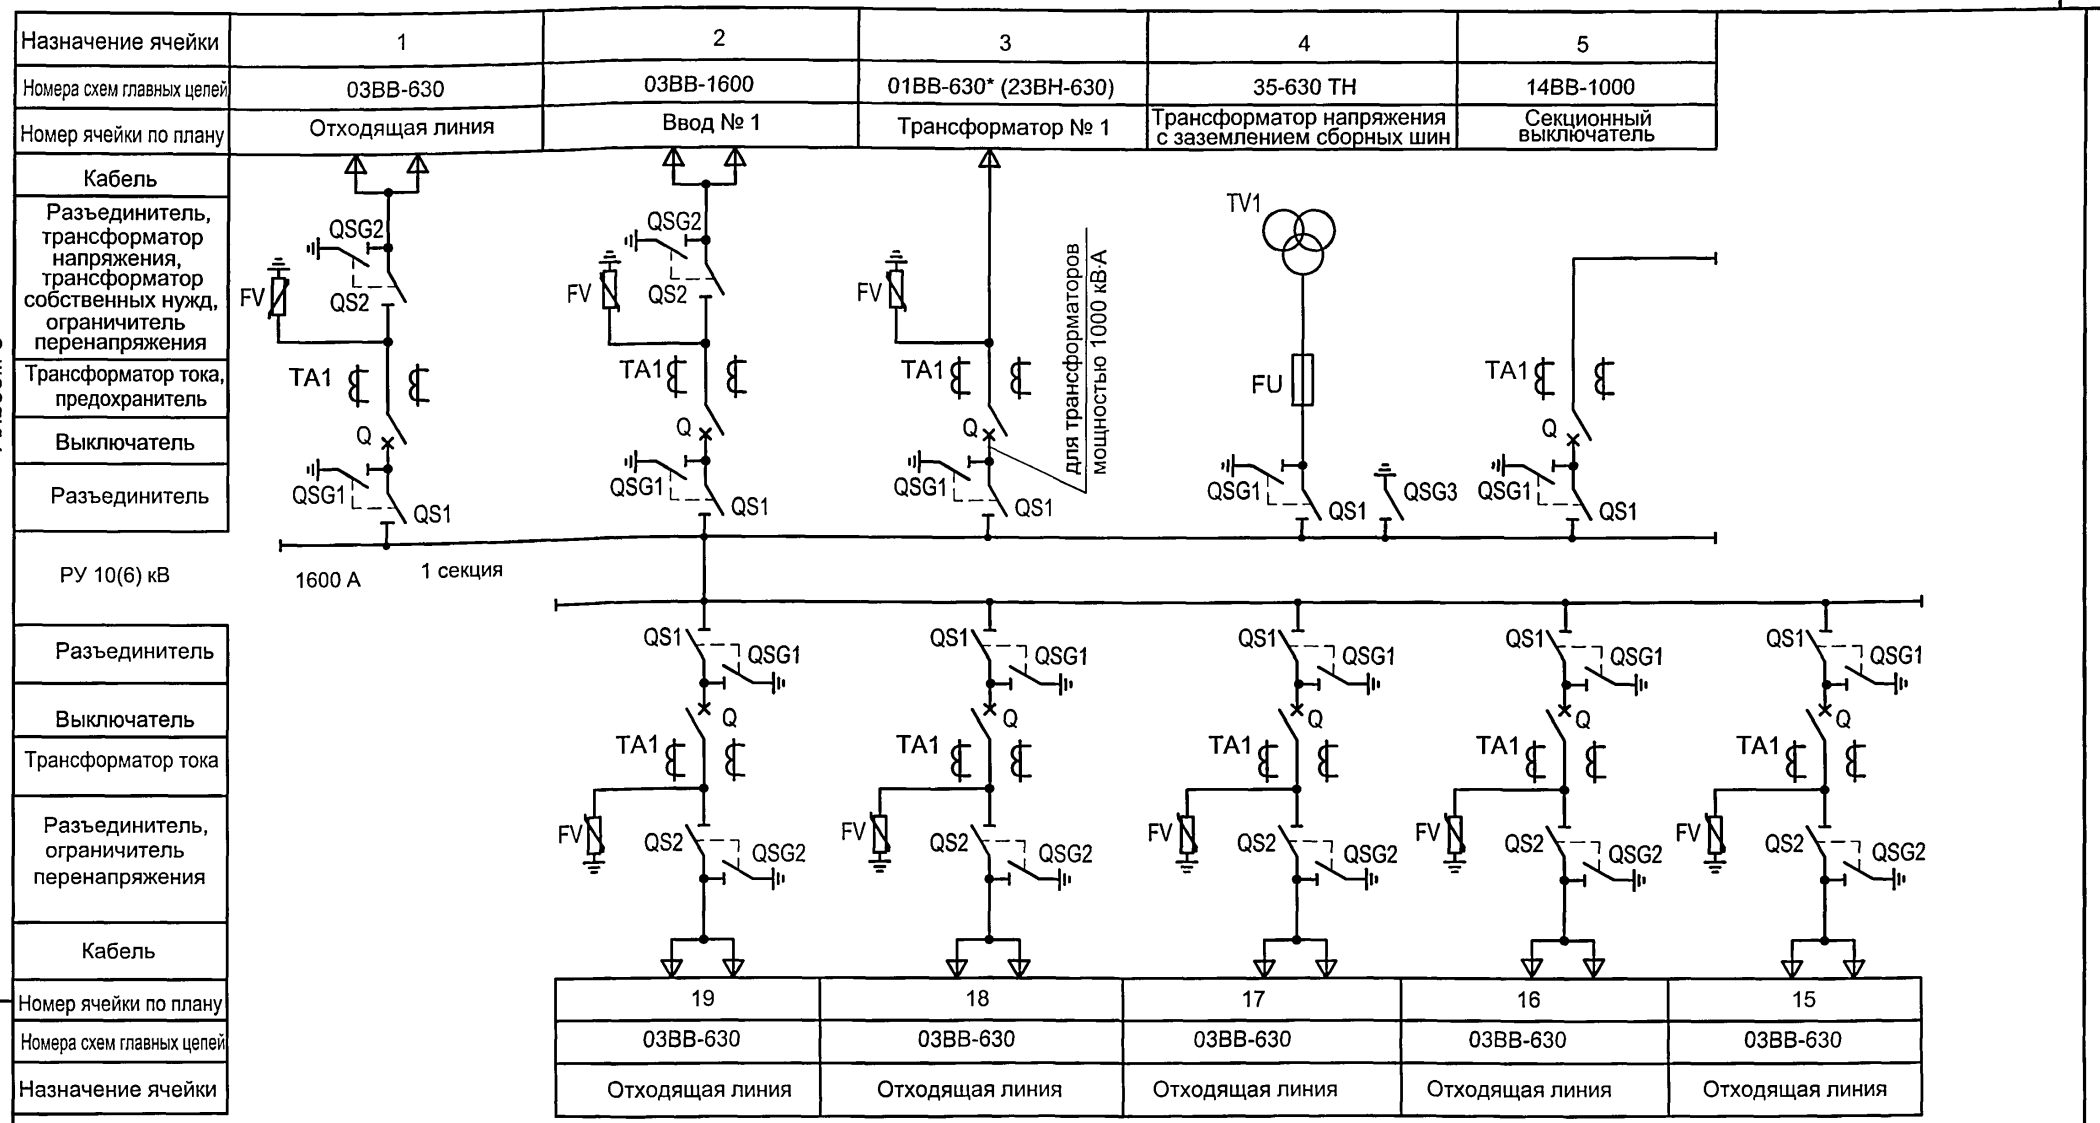 Назначение ячейки
1
2
3
4
5
Номера схем главных цепей
03ВВ-630
03ВВ-1600
01ВВ-630* (23ВН-630)
35-630 ТН
14ВВ-1000
Номер ячейки по плану
Отходящая линия
Ввод № 1
Трансформатор № 1
Трансформатор напряжения
с заземлением сборных шин
Секционный
выключатель
Кабель
Разъединитель,
трансформатор
напряжения,
трансформатор
собственных нужд,
ограничитель
перенапряжения
QSG2
QS2
FV
QSG2
QS2
FV
FV
TV1
для трансформаторов
мощностью 1000 кВ·А
Трансформатор тока,
предохранитель
TA1
TA1
TA1
FU
TA1
Выключатель
Q
Q
Q
Q
Разъединитель
QSG1
QS1
QSG1
QS1
QSG1
QS1
QSG1
QS1
QSG3
QSG1
QS1
РУ 10(6) кВ
1600 А
1 секция
Разъединитель
QS1
QSG1
QS1
QSG1
QS1
QSG1
QS1
QSG1
QS1
QSG1
Выключатель
Q
Q
Q
Q
Q
Трансформатор тока
TA1
TA1
TA1
TA1
TA1
Разъединитель,
ограничитель
перенапряжения
FV
QS2
QSG2
FV
QS2
QSG2
FV
QS2
QSG2
FV
QS2
QSG2
FV
QS2
QSG2
Кабель
Номер ячейки по плану
19
18
17
16
15
Номера схем главных цепей
03ВВ-630
03ВВ-630
03ВВ-630
03ВВ-630
03ВВ-630
Назначение ячейки
Отходящая линия
Отходящая линия
Отходящая линия
Отходящая линия
Отходящая линия